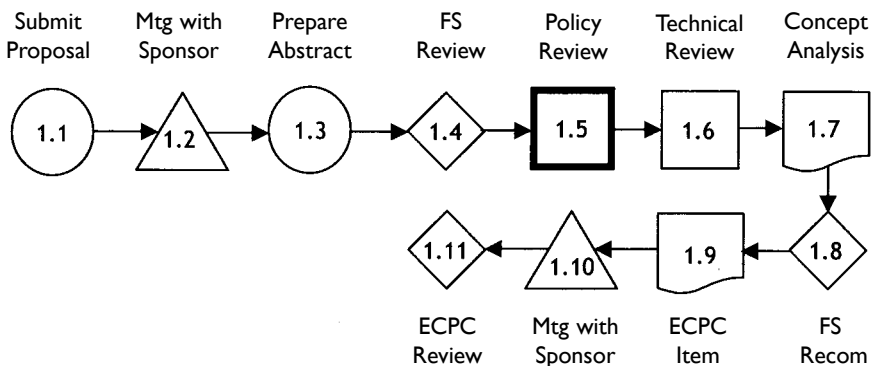 Submit
Proposal
Mtg with
Sponsor
Prepare
Abstract
FS
Review
Policy
Review
Technical
Review
Concept
Analysis
1.1
1.2
1.3
1.4
1.5
1.6
1.7
1.11
1.10
1.9
1.8
ECPC
Review
Mtg with
Sponsor
ECPC
Item
FS
Recom